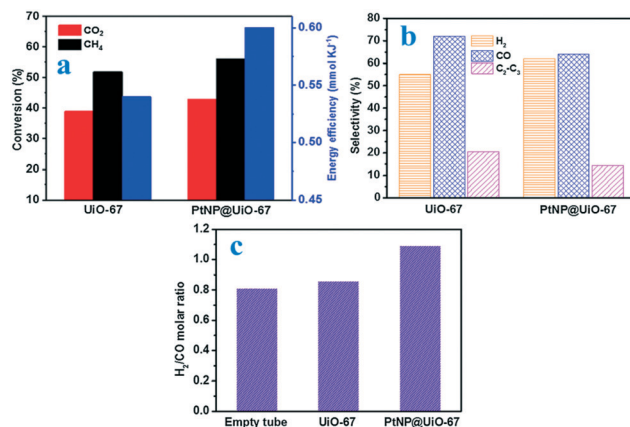 a
CO2
CH4
Conversion (%)
70
60
50
40
30
20
10
UiO-67
PtNP@UiO-67
0.60
0.55
0.50
0.45
Energy efficiency (mmol KJ-1)
b
H2
CO
C2-C3
Selectivity (%)
80
70
60
50
40
30
20
10
0
UiO-67
PtNP@UiO-67
c
H2/CO molar ratio
1.2
1.0
0.8
0.6
0.4
0.2
0.0
Empty tube
UiO-67
PtNP@UiO-67